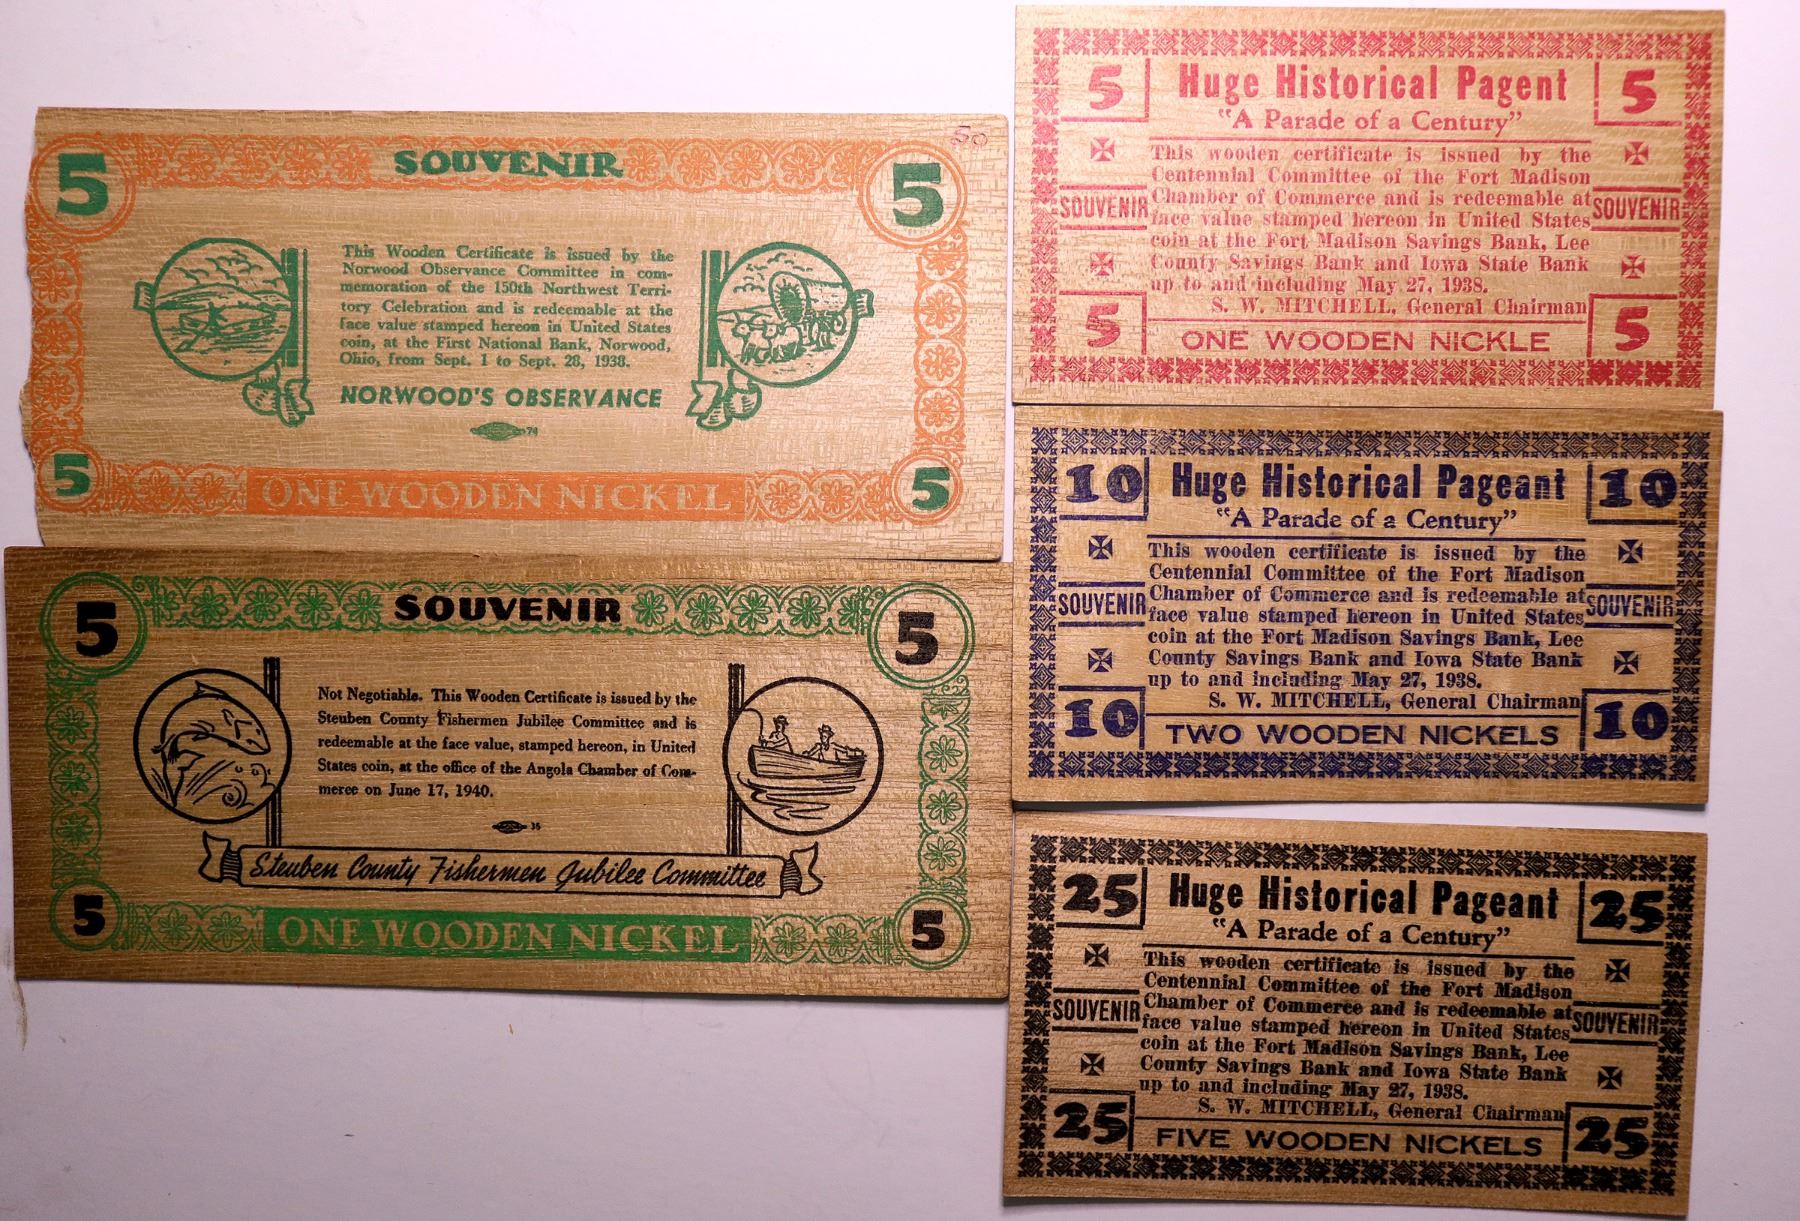 5 SOUVENIR 5
50
This Wooden Certificate is issued by the
Norwood Observance Committee in com-
memoration of the 150th Northwest Terri-
tory Celebration and is redeemable at the
face value stamped hereon in United States
coin, at the First National Bank, Norwood,
Ohio, from Sept. 1 to Sept. 28, 1938.
NORWOOD'S OBSERVANCE
74
5 ONE WOODEN NICKEL 5
5 SOUVENIR 5
Not Negotiable. This Wooden Certificate is issued by the
Steuben County Fishermen Jubilee Committee and is
redeemable at the face value, stamped hereon, in United
States coin, at the office of the Angola Chamber of Com-
merce on June 17, 1940.
35
Steuben County Fishermen Jubilee Committee
5 ONE WOODEN NICKEL 5
5 Huge Historical Pagent 5
"A Parade of a Century"
This wooden certificate is issued by the
Centennial Committee of the Fort Madison
Chamber of Commerce and is redeemable at
SOUVENIR face value stamped hereon in United States SOUVENIR
coin at the Fort Madison Savings Bank, Lee
County Savings Bank and Iowa State Bank
up to and including May 27, 1938.
S. W. MITCHELL, General Chairman
5 ONE WOODEN NICKLE 5
10 Huge Historical Pageant 10
"A Parade of a Century"
This wooden certificate is issued by the
Centennial Committee of the Fort Madison
Chamber of Commerce and is redeemable at
SOUVENIR face value stamped hereon in United States SOUVENIR
coin at the Fort Madison Savings Bank, Lee
County Savings Bank and Iowa State Bank
up to and including May 27, 1938.
S. W. MITCHELL, General Chairman
10 TWO WOODEN NICKELS 10
25 Huge Historical Pageant 25
"A Parade of a Century"
This wooden certificate is issued by the
Centennial Committee of the Fort Madison
Chamber of Commerce and is redeemable at
SOUVENIR face value stamped hereon in United States SOUVENIR
coin at the Fort Madison Savings Bank, Lee
County Savings Bank and Iowa State Bank
up to and including May 27, 1938.
S. W. MITCHELL, General Chairman
25 FIVE WOODEN NICKELS 25